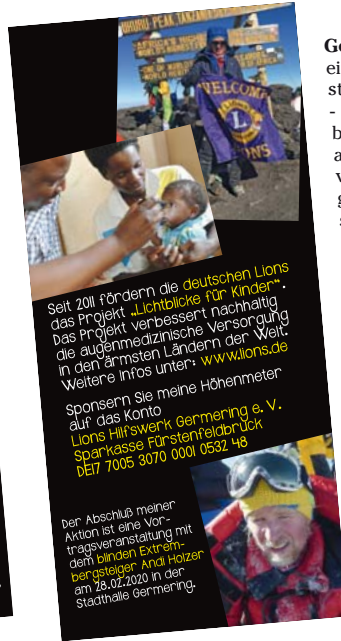 UHURU PEAK TANZANIA
AFRICA'S HIGHEST
WELCOME
L
LIONS
Seit 2011 fördern die deutschen Lions
das Projekt „Lichtblicke für Kinder“.
Das Projekt verbessert nachhaltig
die augenmedizinische Versorgung
in den ärmsten Ländern der Welt.
Weitere Infos unter: www.lions.de
Sponsern Sie meine Höhenmeter
auf das Konto
Lions Hilfswerk Germering e. V.
Sparkasse Fürstenfeldbruck
DE17 7005 3070 0001 0532 48
Der Abschluß meiner
Aktion ist eine Vor-
tragsveranstaltung mit
dem blinden Extrem-
bergsteiger Andi Holzer
am 28.02.2020 in der
Stadthalle Germering.